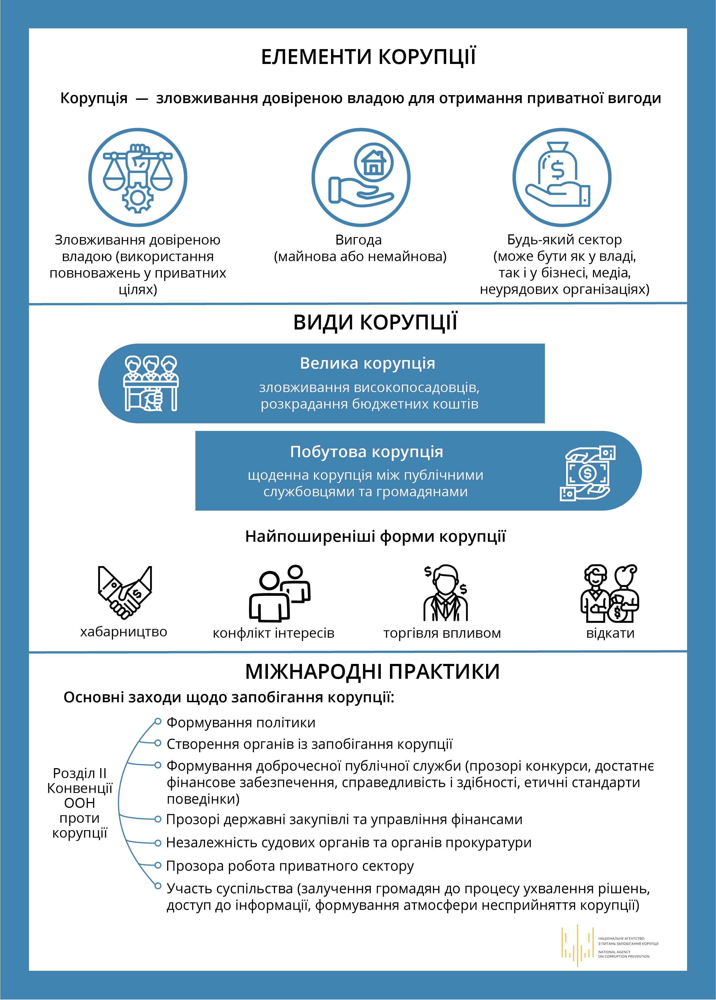 ЕЛЕМЕНТИ КОРУПЦІЇ
Корупція — зловживання довіреною владою для отримання приватної вигоди
Зловживання довіреною
владою (використання
повноважень у приватних
цілях)
Вигода
(майнова або немайнова)
Будь-який сектор
(може бути як у владі,
так і у бізнесі, медіа,
неурядових організаціях)
ВИДИ КОРУПЦІЇ
Велика корупція
зловживання високопосадовців,
розкрадання бюджетних коштів
Побутова корупція
щоденна корупція між публічними
службовцями та громадянами
Найпоширеніші форми корупції
хабарництво
конфлікт інтересів
торгівля впливом
відкати
МІЖНАРОДНІ ПРАКТИКИ
Основні заходи щодо запобігання корупції:
Розділ II
Конвенції
ООН
проти
корупції
Формування політики
Створення органів із запобігання корупції
Формування доброчесної публічної служби (прозорі конкурси, достатнє
фінансове забезпечення, справедливість і здібності, етичні стандарти
поведінки)
Прозорі державні закупівлі та управління фінансами
Незалежність судових органів та органів прокуратури
Прозора робота приватного сектору
Участь суспільства (залучення громадян до процесу ухвалення рішень,
доступ до інформації, формування атмосфери несприйняття корупції)
НАЦІОНАЛЬНЕ АГЕНТСТВО
З ПИТАНЬ ЗАПОБІГАННЯ КОРУПЦІЇ
NATIONAL AGENCY
ON CORRUPTION PREVENTION